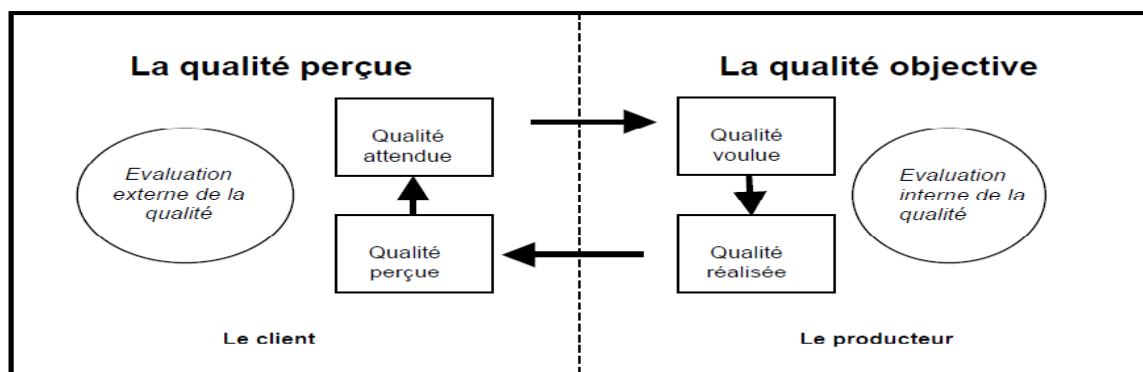 La qualité perçue
La qualité objective
Qualité
attendue
Qualité
voulue
Evaluation
externe de la
qualité
Evaluation
interne de la
qualité
Qualité
perçue
Qualité
réalisée
Le client
Le producteur